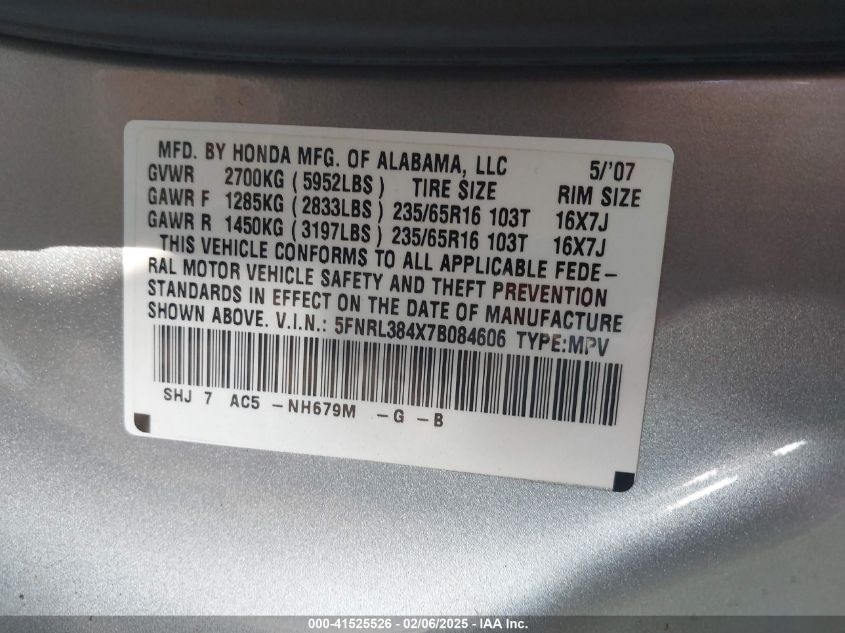 MFD. BY HONDA MFG. OF ALABAMA, LLC 5/'07
GVWR 2700KG (5952LBS) TIRE SIZE RIM SIZE
GAWR F 1285KG (2833LBS) 235/65R16 103T 16X7J
GAWR R 1450KG (3197LBS) 235/65R16 103T 16X7J
THIS VEHICLE CONFORMS TO ALL APPLICABLE FEDE-
RAL MOTOR VEHICLE SAFETY AND THEFT PREVENTION
STANDARDS IN EFFECT ON THE DATE OF MANUFACTURE
SHOWN ABOVE. V.I.N.: 5FNRL384X7B084606 TYPE:MPV
SHJ 7 AC5 -NH679M -G -B
000-41525526 - 02/06/2025 - IAA Inc.